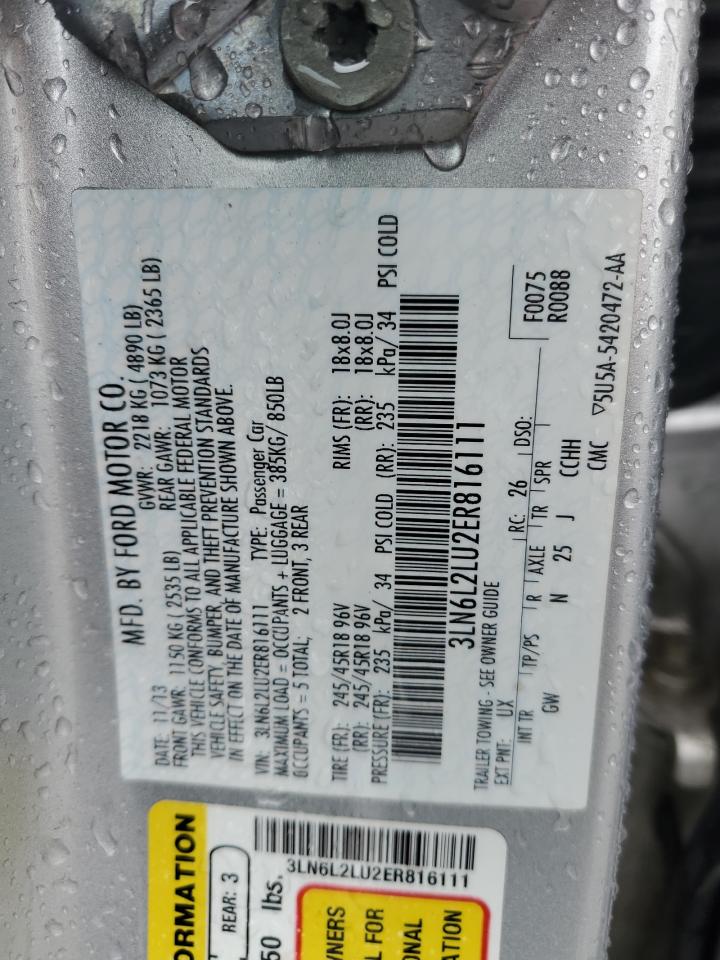 MFD. BY FORD MOTOR CO.
DATE: 11/13 GVWR: 2218 KG ( 4890 LB)
FRONT GAWR: 1150 KG ( 2535 LB) REAR GAWR: 1073 KG ( 2365 LB)
THIS VEHICLE CONFORMS TO ALL APPLICABLE FEDERAL MOTOR
VEHICLE SAFETY, BUMPER, AND THEFT PREVENTION STANDARDS
IN EFFECT ON THE DATE OF MANUFACTURE SHOWN ABOVE.
VIN: 3LN6L2LU2ER816111 TYPE: Passenger Car
MAXIMUM LOAD = OCCUPANTS + LUGGAGE = 385KG/ 850LB
OCCUPANTS = 5 TOTAL; 2 FRONT, 3 REAR
TIRE (FR): 245/45R18 96V RIMS (FR): 18x8.0J
(RR): 245/45R18 96V (RR): 18x8.0J
PRESSURE (FR): 235 kPa/ 34 PSI COLD (RR): 235 kPa/ 34 PSI COLD
3LN6L2LU2ER816111
TRAILER TOWING - SEE OWNER GUIDE
EXT PNT: UX RC: 26 DSO: F0075
R0088
INT TR TP/PS R AXLE TR SPR
GW N 25 J CCHH
CMC ▽5U5A-5420472-AA
ORMATION
REAR: 3
50 lbs.
3LN6L2LU2ER816111
NERS
L FOR
ONAL
ATION